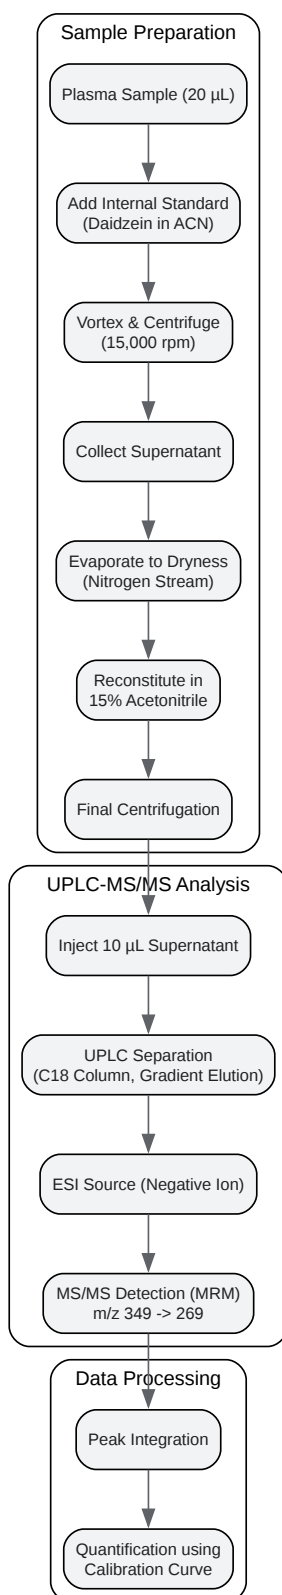 Sample Preparation
Plasma Sample (20 µL)
Add Internal Standard
(Daidzein in ACN)
Vortex & Centrifuge
(15,000 rpm)
Collect Supernatant
Evaporate to Dryness
(Nitrogen Stream)
Reconstitute in
15% Acetonitrile
Final Centrifugation
UPLC-MS/MS Analysis
Inject 10 µL Supernatant
UPLC Separation
(C18 Column, Gradient Elution)
ESI Source (Negative Ion)
MS/MS Detection (MRM)
m/z 349 -> 269
Data Processing
Peak Integration
Quantification using
Calibration Curve